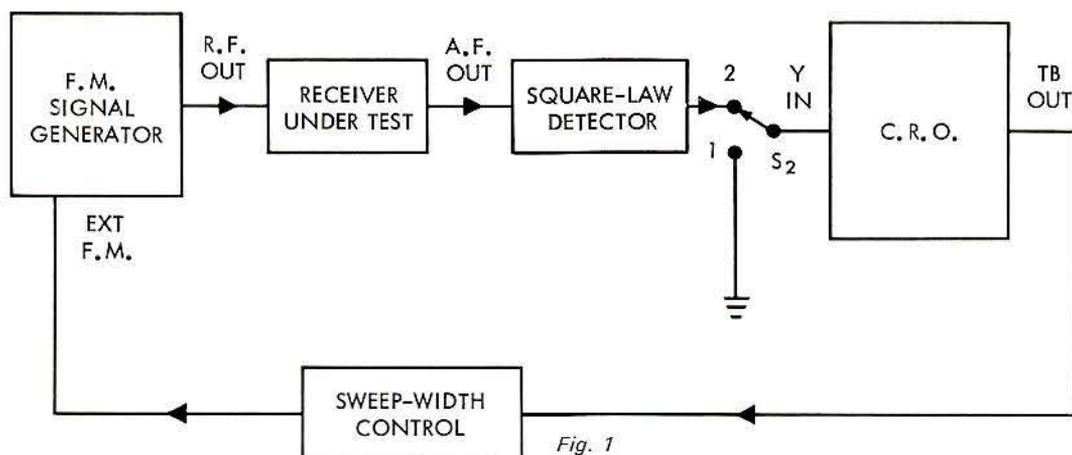 F.M.
SIGNAL
GENERATOR
R.F.
OUT
RECEIVER
UNDER TEST
A.F.
OUT
SQUARE-LAW
DETECTOR
2
1
S2
Y
IN
C.R.O.
TB
OUT
EXT
F.M.
SWEEP-WIDTH
CONTROL
Fig. 1